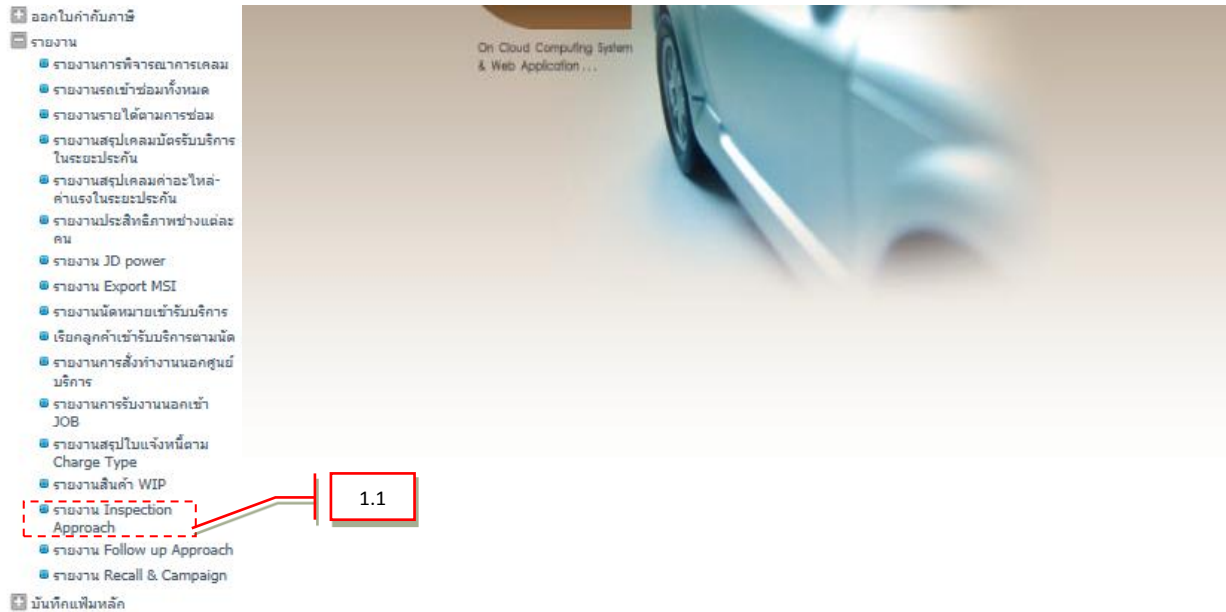 ออกใบกำกับภาษี
รายงาน
รายงานการพิจารณาการเคลม
รายงานรถเข้าซ่อมทั้งหมด
รายงานรายได้ตามการซ่อม
รายงานสรุปเคลมบัตรรับบริการ
ในระยะประกัน
รายงานสรุปเคลมค่าอะไหล่-
ค่าแรงในระยะประกัน
รายงานประสิทธิภาพช่างแต่ละ
คน
รายงาน JD power
รายงาน Export MSI
รายงานนัดหมายเข้ารับบริการ
เรียกลูกค้าเข้ารับบริการตามนัด
รายงานการสั่งทำงานนอกศูนย์
บริการ
รายงานการรับงานนอกเข้า
JOB
รายงานสรุปใบแจ้งหนี้ตาม
Charge Type
รายงานสินค้า WIP
รายงาน Inspection
Approach
รายงาน Follow up Approach
รายงาน Recall & Campaign
บันทึกแฟ้มหลัก
On Cloud Computing System
& Web Application...
1.1